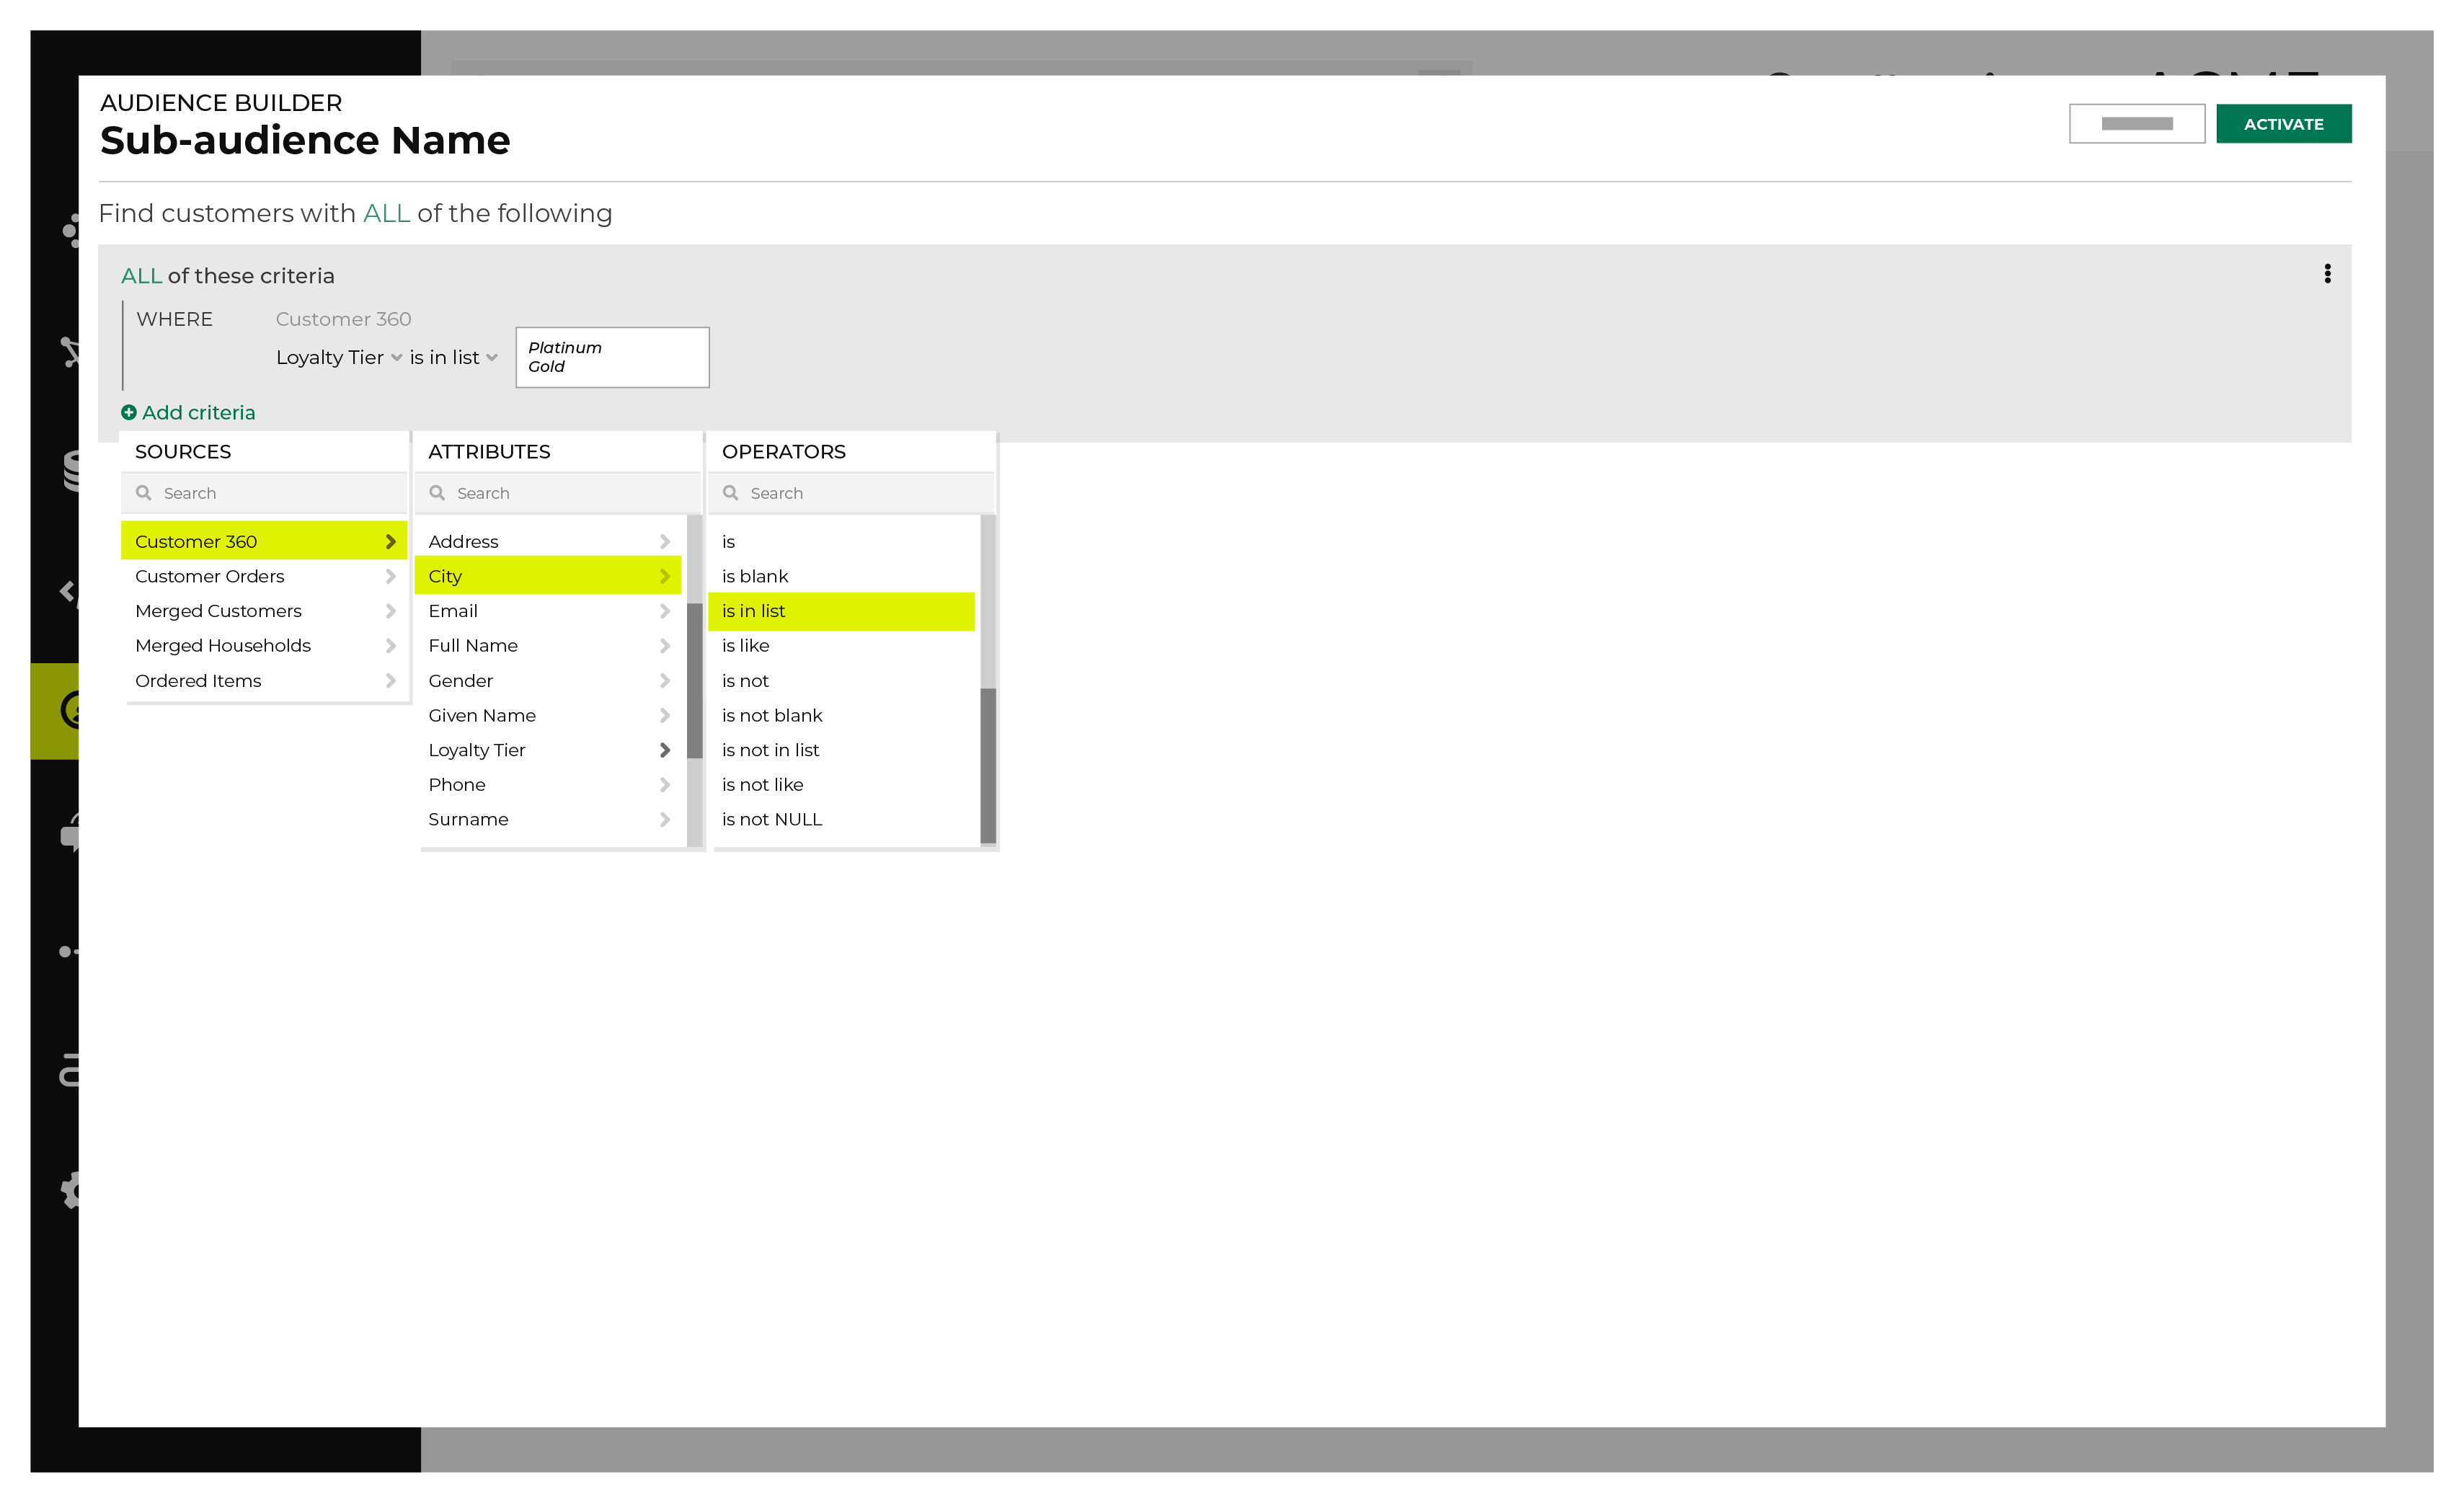 AUDIENCE BUILDER
Sub-audience Name
ACTIVATE
Find customers with ALL of the following
ALL of these criteria
WHERE
Customer 360
Loyalty Tier is in list
Platinum
Gold
Add criteria
SOURCES
Search
Customer 360
Customer Orders
Merged Customers
Merged Households
Ordered Items
ATTRIBUTES
Search
Address
City
Email
Full Name
Gender
Given Name
Loyalty Tier
Phone
Surname
OPERATORS
Search
is
is blank
is in list
is like
is not
is not blank
is not in list
is not like
is not NULL